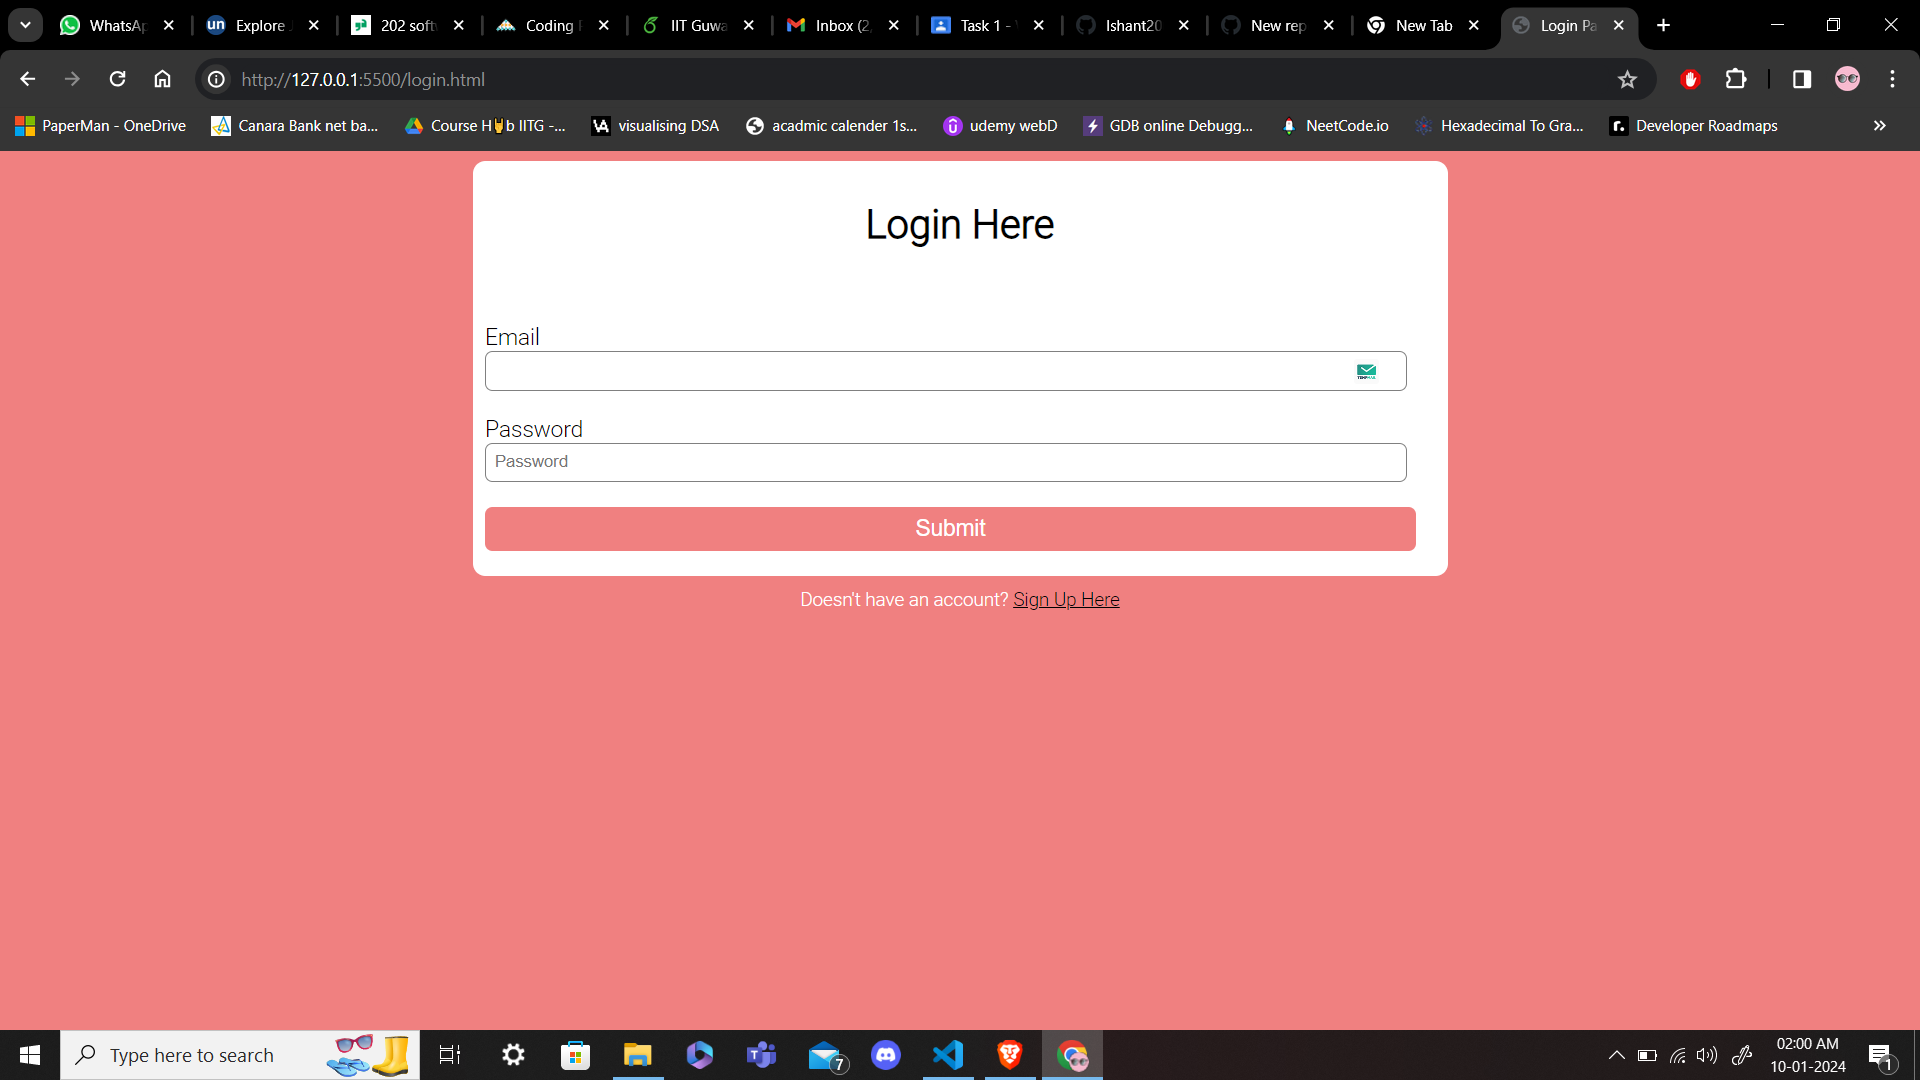 WhatsAp
un Explore J
202 soft
Coding P
IIT Guwa
Inbox (2,
Task 1 -
Ishant20
New rep
New Tab
Login Pa
http://127.0.0.1:5500/login.html
PaperMan - OneDrive
Canara Bank net ba...
Course H🤘b IITG -...
visualising DSA
acadmic calender 1s...
udemy webD
GDB online Debugg...
NeetCode.io
Hexadecimal To Gra...
Developer Roadmaps
Login Here
Email
Password
Password
Submit
Doesn't have an account? Sign Up Here
Type here to search
7
02:00 AM
10-01-2024
1